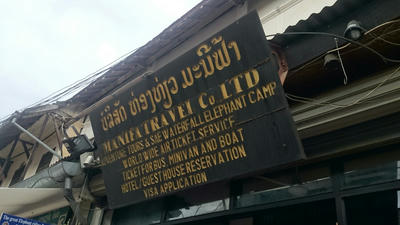 ບໍລິສັດ ທ່ອງທ່ຽວ ມະນີຟ້າ
MANIFA TRAVEL Co. LTD
ADVENTURE TOURS & SAE WATERFALL ELEPHANT CAMP
WORLD WIDE AIR TICKET SERVICE
TICKET FOR BUS, MINIVAN AND BOAT
HOTEL / GUEST HOUSE RESERVATION
VISA APPLICATION